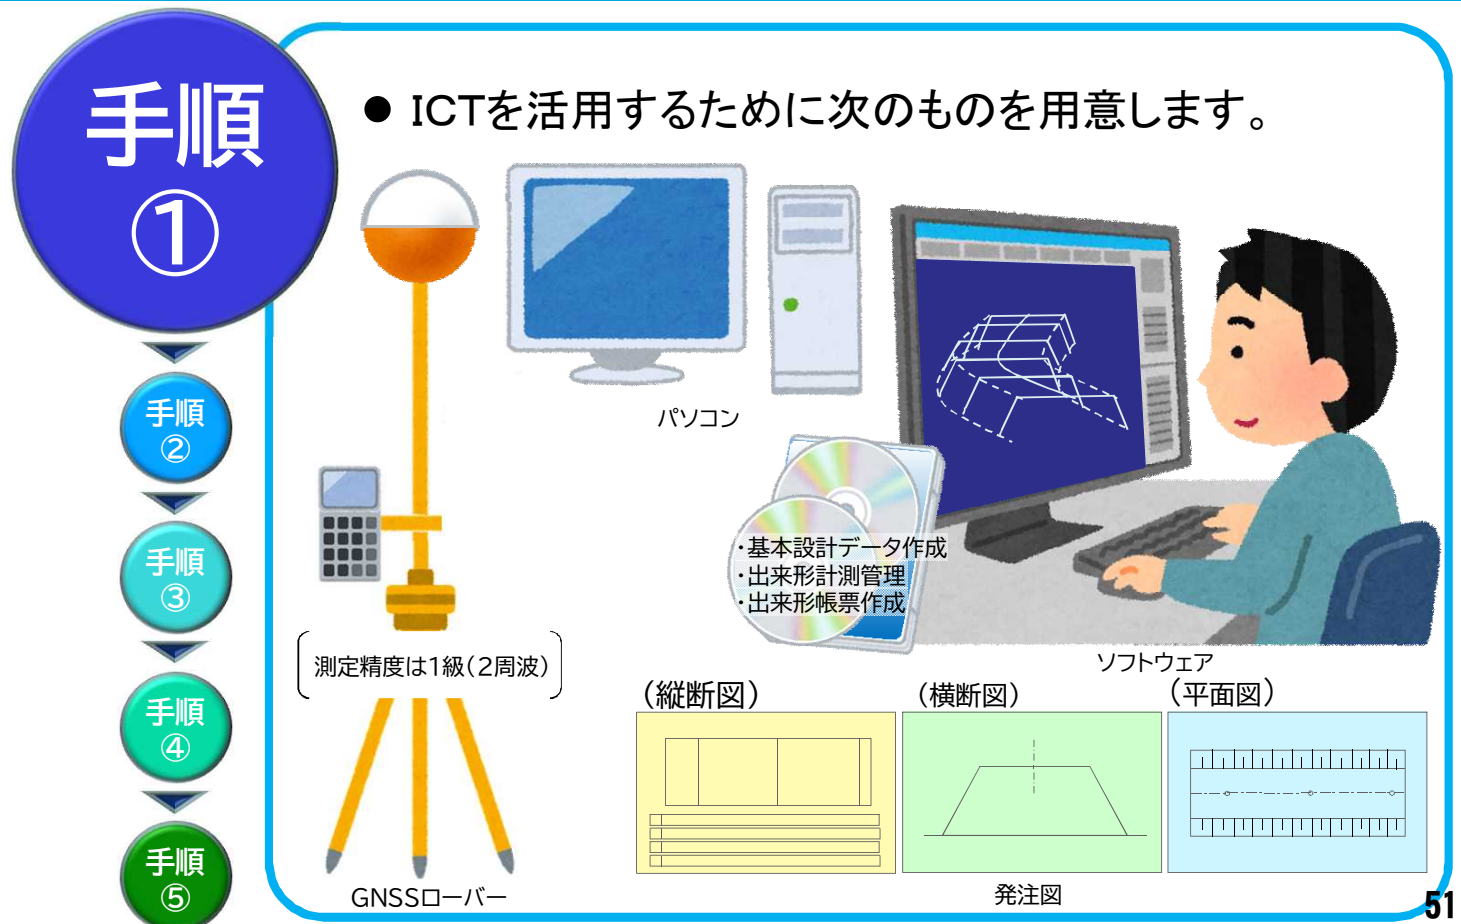 手順
①
● ICTを活用するために次のものを用意します。
手順
②
手順
③
手順
④
手順
⑤
パソコン
・基本設計データ作成
・出来形計測管理
・出来形帳票作成
ソフトウェア
測定精度は1級(2周波)
GNSSローバー
(縦断図)
(横断図)
(平面図)
発注図
51